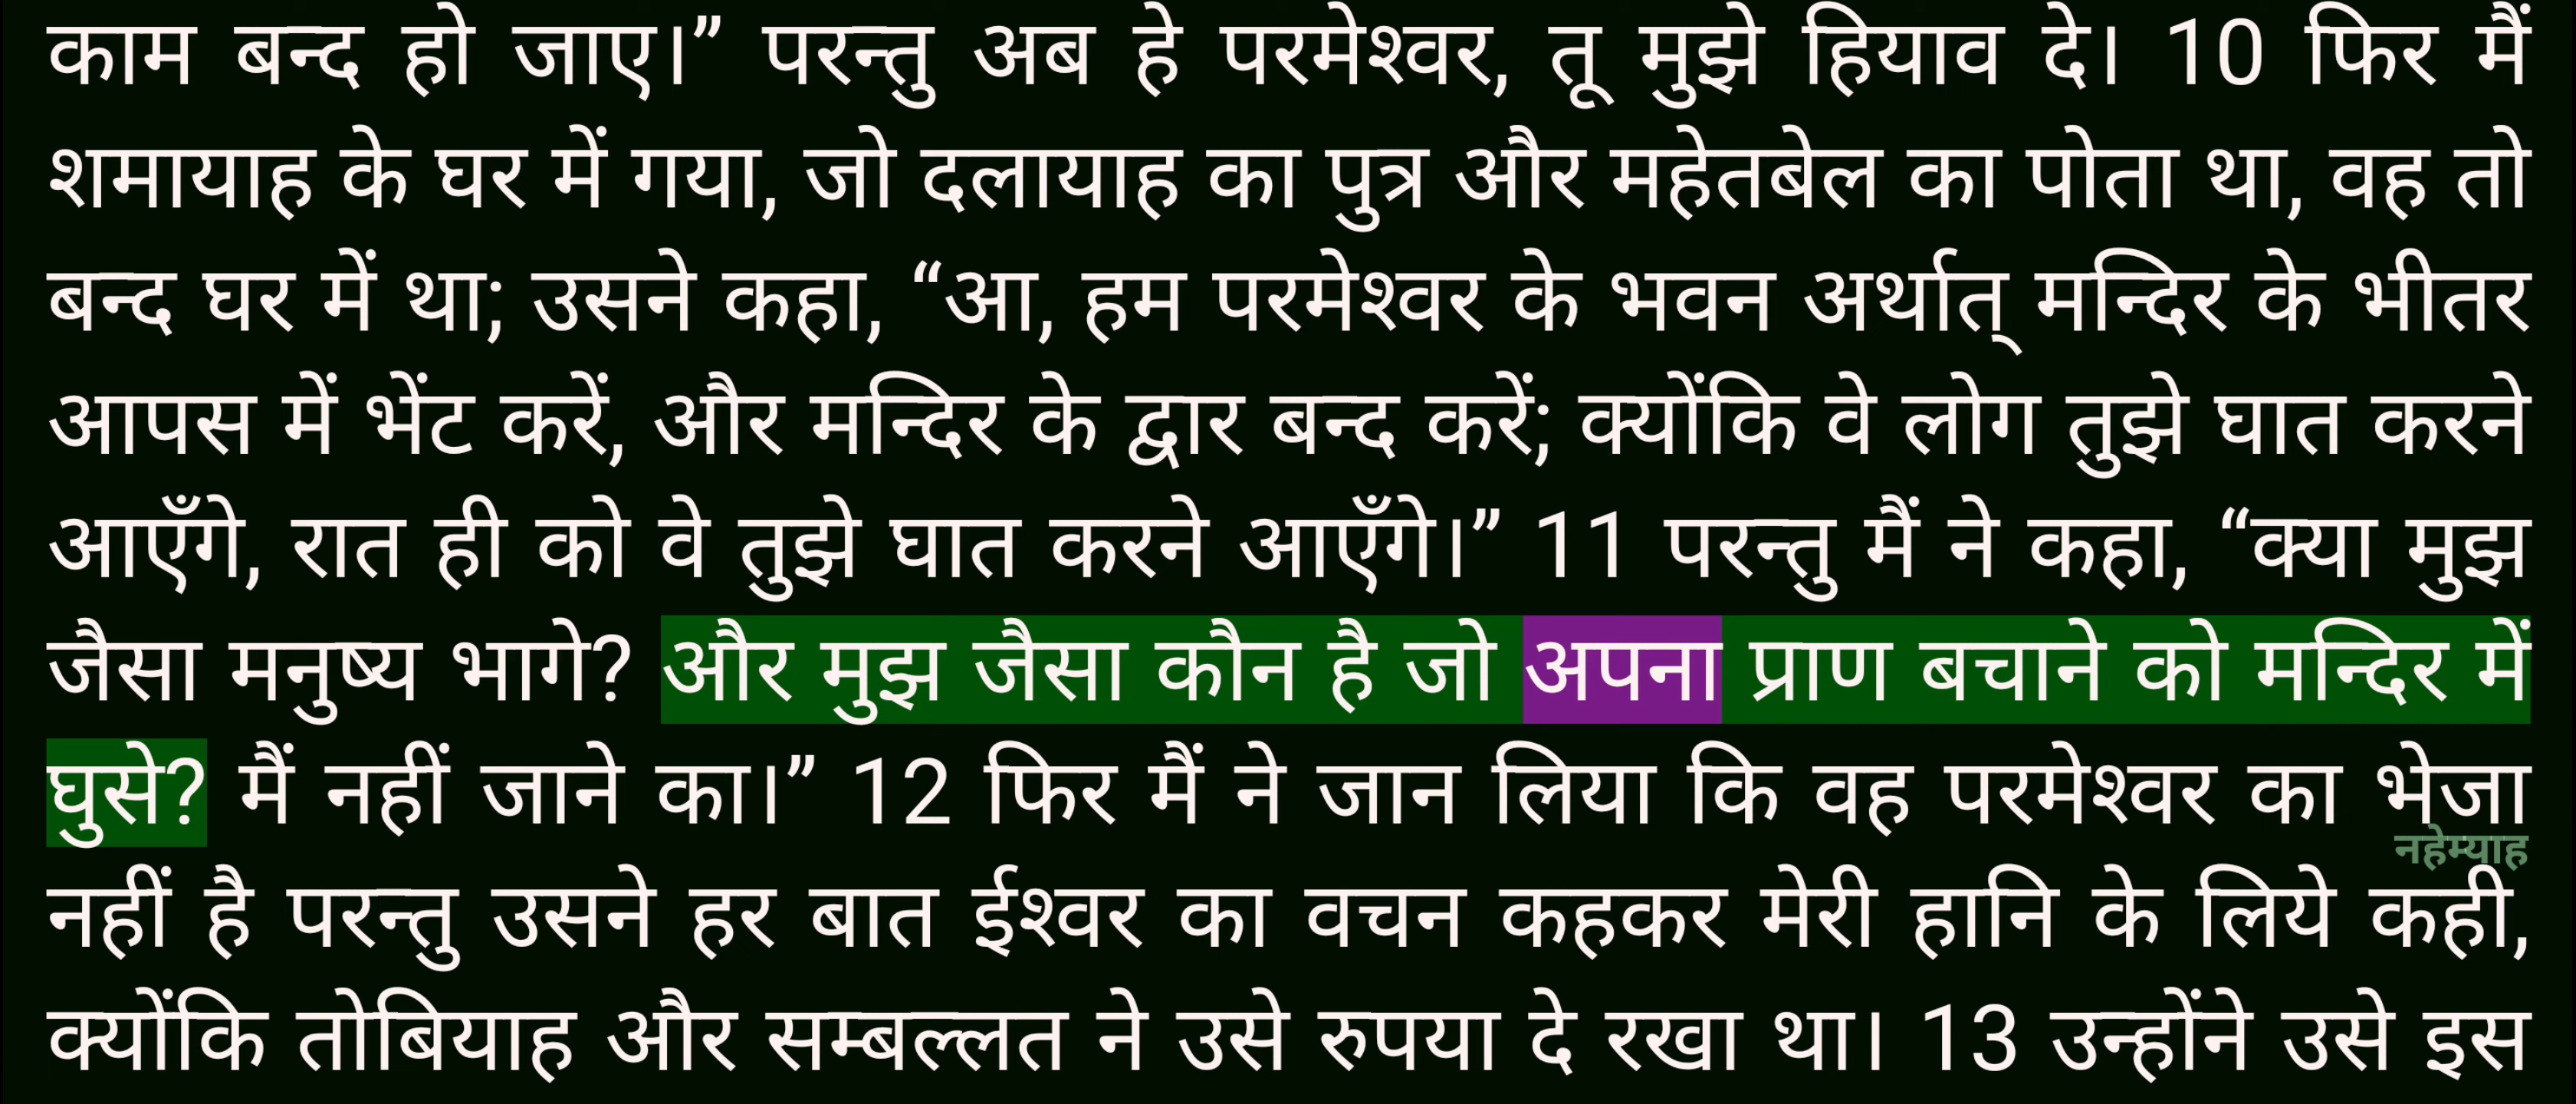 काम बन्द हो जाए।” परन्तु अब हे परमेश्वर, तू मुझे हियाव दे। 10 फिर मैं
शमायाह के घर में गया, जो दलायाह का पुत्र और महेतबेल का पोता था, वह तो
बन्द घर में था; उसने कहा, “आ, हम परमेश्वर के भवन अर्थात् मन्दिर के भीतर
आपस में भेंट करें, और मन्दिर के द्वार बन्द करें; क्योंकि वे लोग तुझे घात करने
आएँगे, रात ही को वे तुझे घात करने आएँगे।” 11 परन्तु मैं ने कहा, “क्या मुझ
जैसा मनुष्य भागे? और मुझ जैसा कौन है जो अपना प्राण बचाने को मन्दिर में
घुसे? मैं नहीं जाने का।” 12 फिर मैं ने जान लिया कि वह परमेश्वर का भेजा
नहेम्याह
नहीं है परन्तु उसने हर बात ईश्वर का वचन कहकर मेरी हानि के लिये कही,
क्योंकि तोबियाह और सम्बल्लत ने उसे रुपया दे रखा था। 13 उन्होंने उसे इस